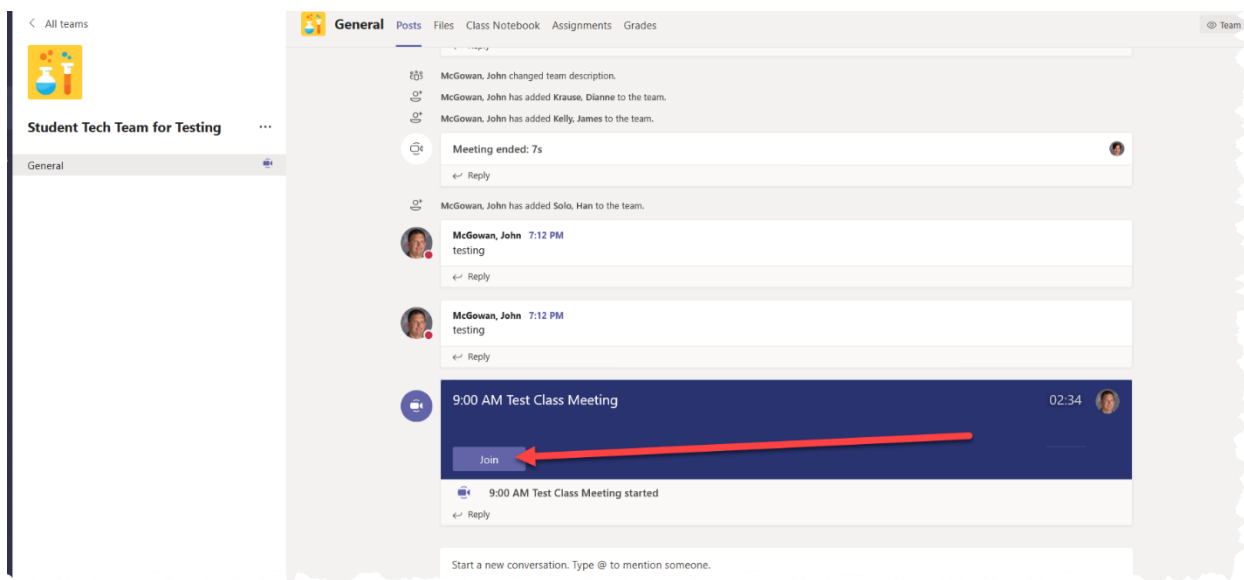 All teams
Student Tech Team for Testing ...
General
General Posts Files Class Notebook Assignments Grades
Team
McGowan, John changed team description.
McGowan, John has added Krause, Dianne to the team.
McGowan, John has added Kelly, James to the team.
Meeting ended: 7s
Reply
McGowan, John has added Solo, Han to the team.
McGowan, John 7:12 PM
testing
Reply
McGowan, John 7:12 PM
testing
Reply
9:00 AM Test Class Meeting 02:34
Join
9:00 AM Test Class Meeting started
Reply
Start a new conversation. Type @ to mention someone.